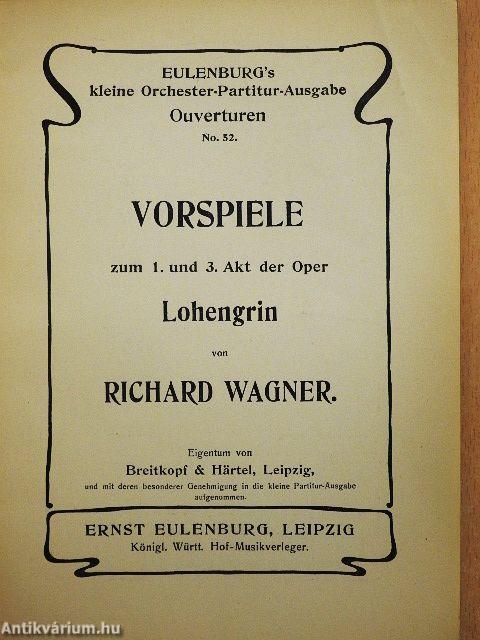 EULENBURG's
kleine Orchester-Partitur-Ausgabe
Ouverturen
No. 52.
VORSPIELE
zum 1. und 3. Akt der Oper
Lohengrin
von
RICHARD WAGNER.
Eigentum von
Breitkopf & Härtel, Leipzig,
und mit deren besonderer Genehmigung in die kleine Partitur-Ausgabe
aufgenommen.
ERNST EULENBURG, LEIPZIG
Königl. Württ. Hof-Musikverleger.
Antikvárium.hu